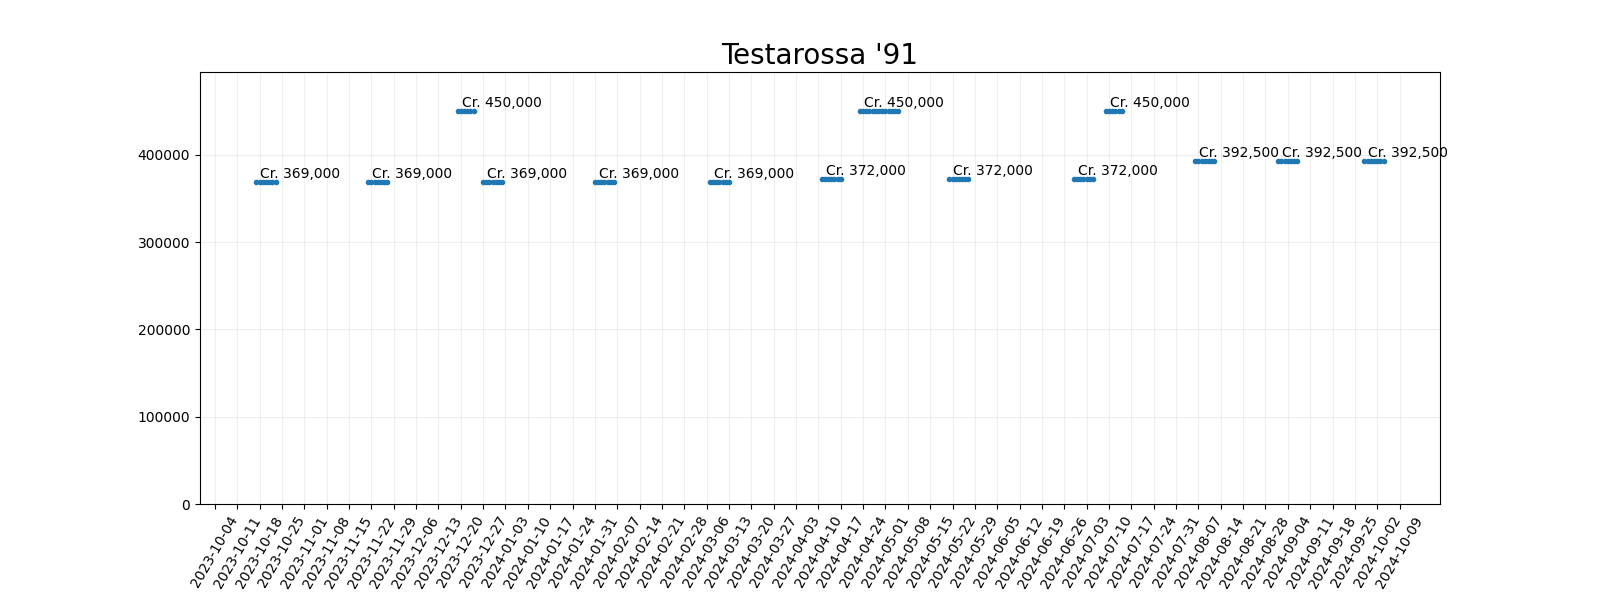 Testarossa '91
Cr. 450,000 Cr. 450,000 Cr. 450,000
400000
Cr. 392,500 Cr. 392,500 Cr. 392,500
Cr. 369,000 Cr. 369,000 Cr. 369,000 Cr. 369,000 Cr. 369,000 Cr. 372,000 Cr. 372,000 Cr. 372,000
300000
200000
100000
0
2023-10-04 2023-10-11 2023-10-18 2023-10-25 2023-11-01 2023-11-08 2023-11-15 2023-11-22 2023-11-29 2023-12-06 2023-12-13 2023-12-20 2023-12-27 2024-01-03 2024-01-10 2024-01-17 2024-01-24 2024-01-31 2024-02-07 2024-02-14 2024-02-21 2024-02-28 2024-03-06 2024-03-13 2024-03-20 2024-03-27 2024-04-03 2024-04-10 2024-04-17 2024-04-24 2024-05-01 2024-05-08 2024-05-15 2024-05-22 2024-05-29 2024-06-05 2024-06-12 2024-06-19 2024-06-26 2024-07-03 2024-07-10 2024-07-17 2024-07-24 2024-07-31 2024-08-07 2024-08-14 2024-08-21 2024-08-28 2024-09-04 2024-09-11 2024-09-18 2024-09-25 2024-10-02 2024-10-09